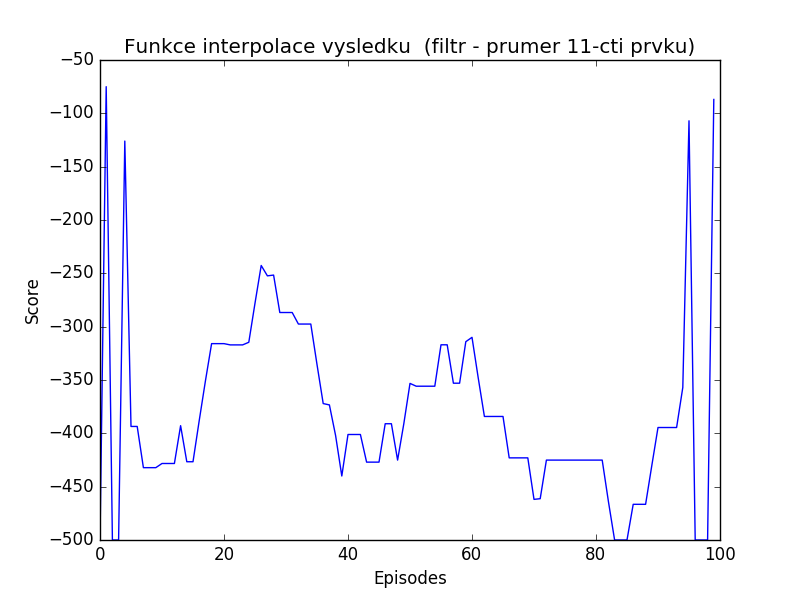 Funkce interpolace vysledku  (filtr - prumer 11-cti prvku)
−50
−100
−150
−200
−250
−300
−350
−400
−450
−500
Score
0 20 40 60 80 100
Episodes